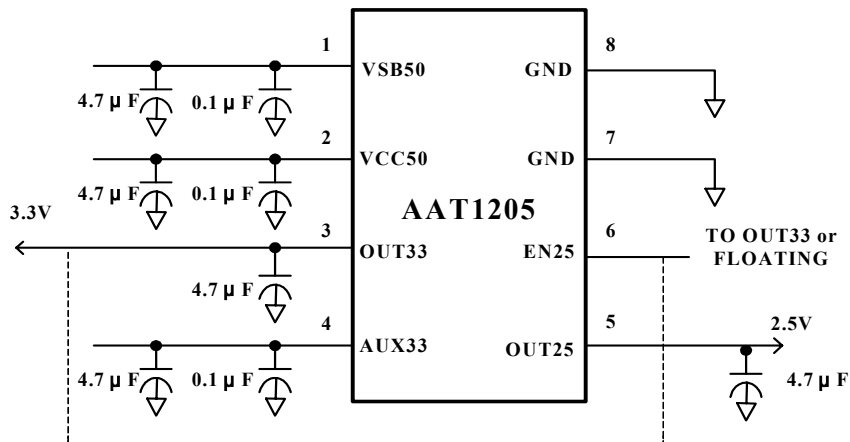 1
VSB50
4.7 μ F
0.1 μ F
2
VCC50
4.7 μ F
0.1 μ F
3.3V
3
OUT33
4.7 μ F
4
AUX33
4.7 μ F
0.1 μ F
AAT1205
8
GND
7
GND
6
EN25
TO OUT33 or
FLOATING
5
OUT25
2.5V
4.7 μ F